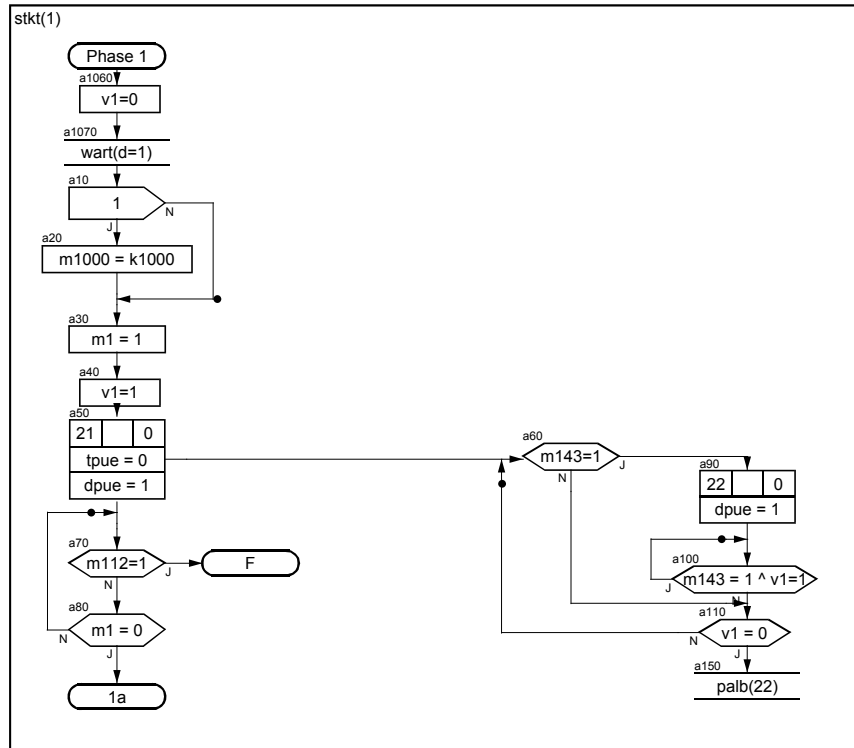 stkt(1)
Phase 1
a1060
v1=0
a1070
wart(d=1)
a10
1
N
J
a20
m1000 = k1000
a30
m1 = 1
a40
v1=1
a50
21 0
tpue = 0
dpue = 1
a60
m143=1
J
N
a90
22 0
dpue = 1
a70
m112=1
J
N
F
a100
m143 = 1 ^ v1=1
J
N
a80
m1 = 0
N
J
a110
v1 = 0
N
J
1a
a150
palb(22)